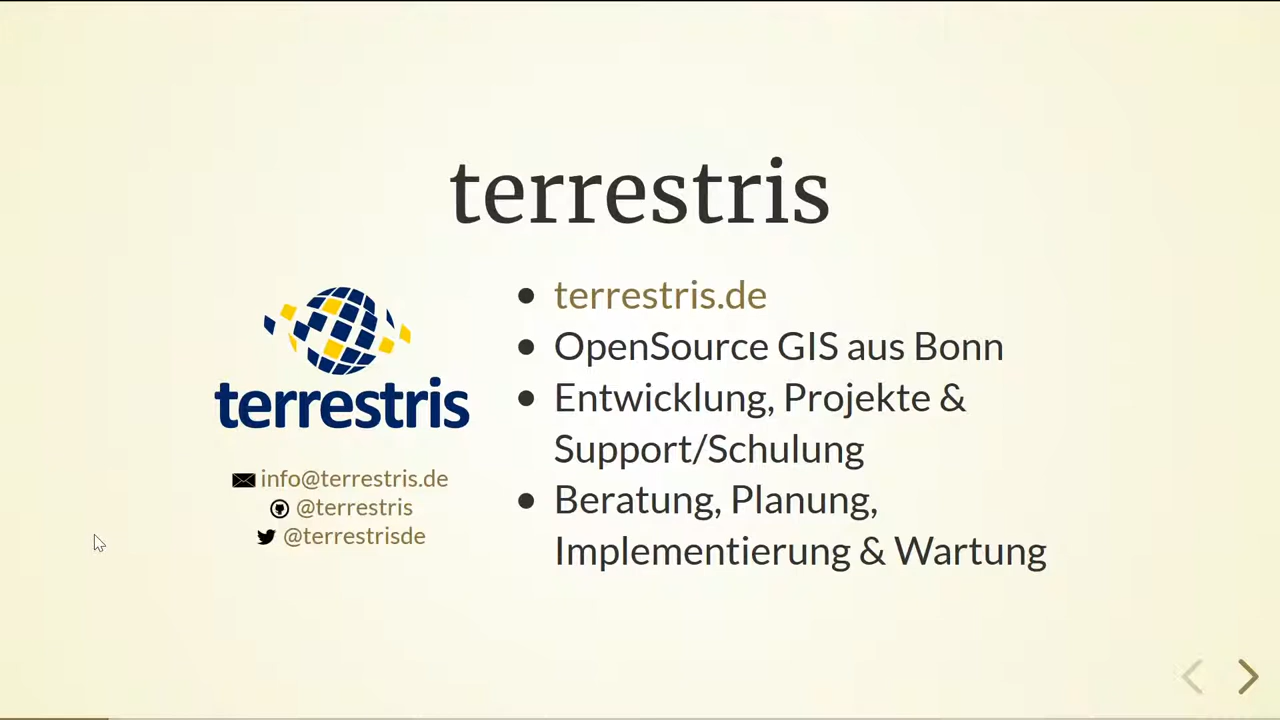 terrestris
terrestris
info@terrestris.de
@terrestris
@terrestrisde
terrestris.de
OpenSource GIS aus Bonn
Entwicklung, Projekte &
Support/Schulung
Beratung, Planung,
Implementierung & Wartung